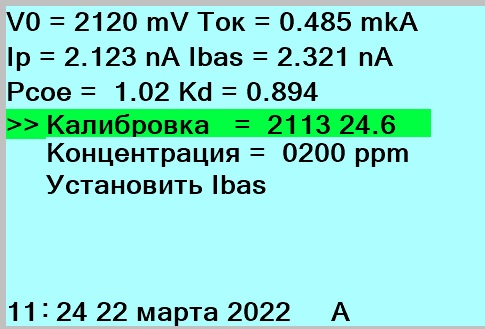 V0 = 2120 mV Ток = 0.485 mkA
Ip = 2.123 nA Ibas = 2.321 nA
Pcoe = 1.02 Kd = 0.894
>> Калибровка = 2113 24.6
Концентрация = 0200 ppm
Установить Ibas
11: 24 22 марта 2022 A